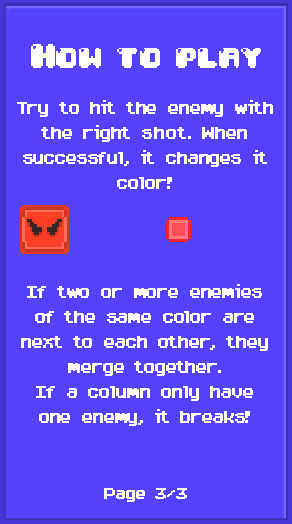 How to play
Try to hit the enemy with
the right shot. When
successful, it changes it
color!
If two or more enemies
of the same color are
next to each other, they
merge together.
If a column only have
one enemy, it breaks!
Page 3/3